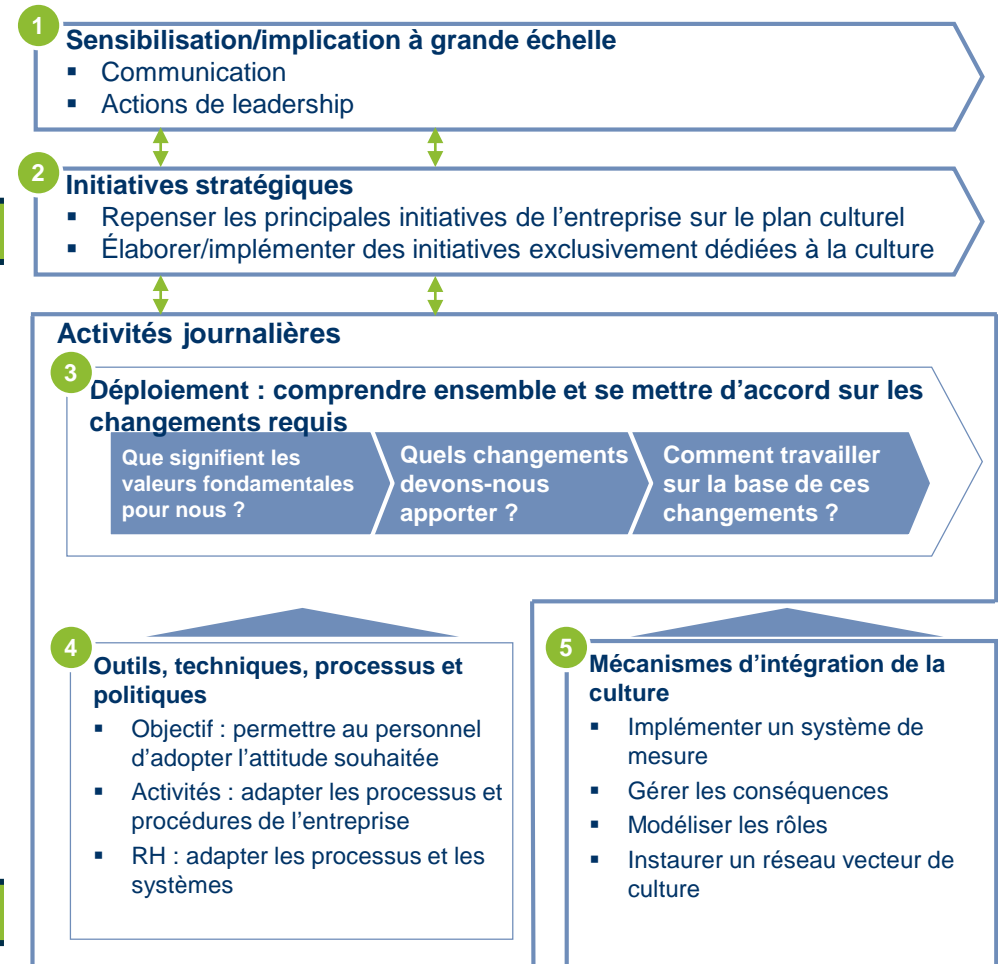 1
Sensibilisation/implication à grande échelle
▪ Communication
▪ Actions de leadership
2
Initiatives stratégiques
▪ Repenser les principales initiatives de l’entreprise sur le plan culturel
▪ Élaborer/implémenter des initiatives exclusivement dédiées à la culture
Activités journalières
3
Déploiement : comprendre ensemble et se mettre d’accord sur les
changements requis
Que signifient les
valeurs fondamentales
pour nous ?
Quels changements
devons-nous
apporter ?
Comment travailler
sur la base de ces
changements ?
4
Outils, techniques, processus et
politiques
▪ Objectif : permettre au personnel
d’adopter l’attitude souhaitée
▪ Activités : adapter les processus et
procédures de l’entreprise
▪ RH : adapter les processus et les
systèmes
5
Mécanismes d’intégration de la
culture
▪ Implémenter un système de
mesure
▪ Gérer les conséquences
▪ Modéliser les rôles
▪ Instaurer un réseau vecteur de
culture